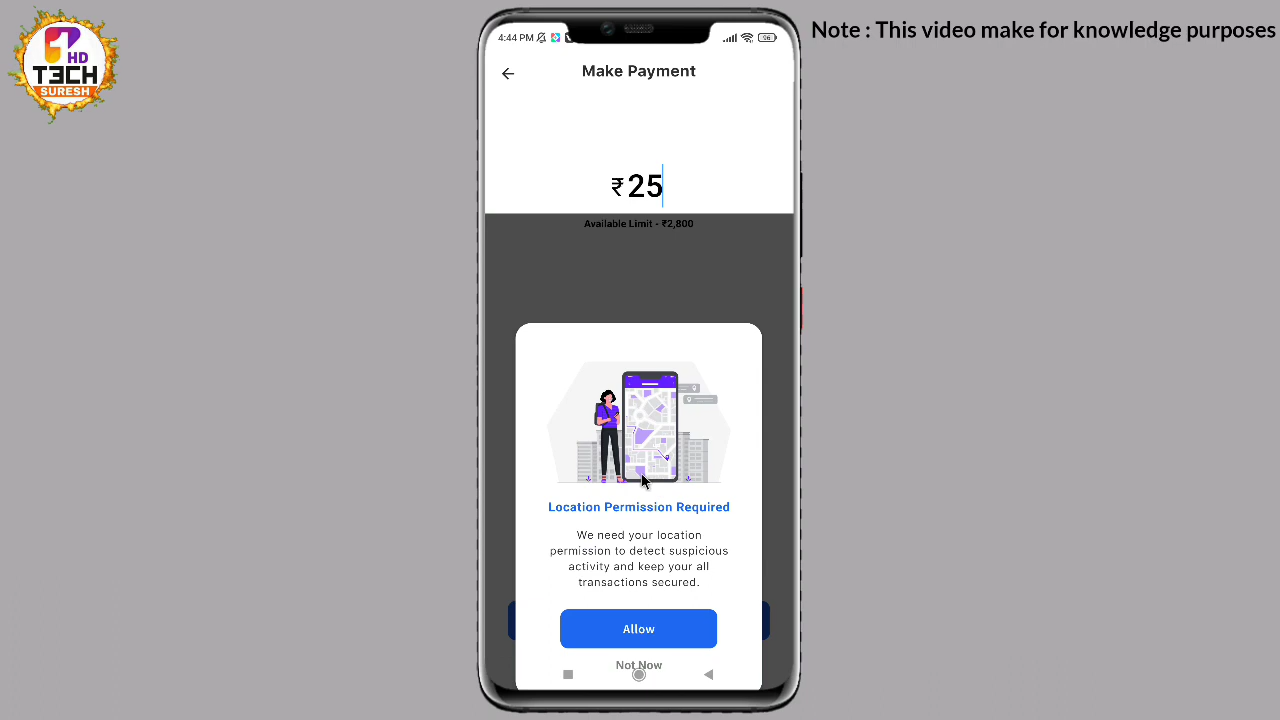 HD
TECH
SURESH
Note : This video make for knowledge purposes
4:44 PM
96
Make Payment
₹25
Available Limit - ₹2,800
Location Permission Required
We need your location
permission to detect suspicious
activity and keep your all
transactions secured.
Allow
Not Now